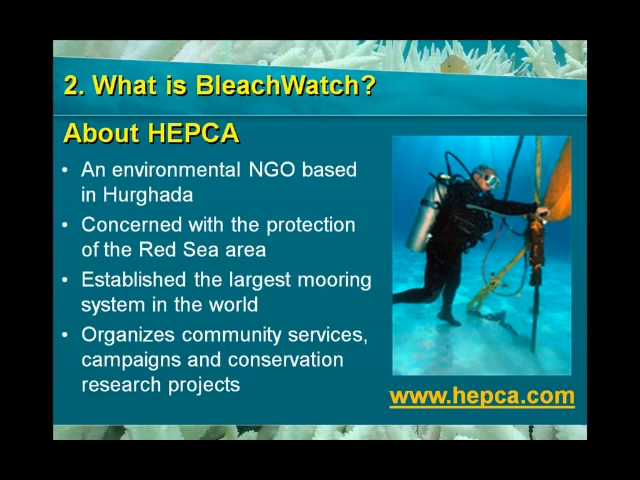 2. What is BleachWatch?
About HEPCA
• An environmental NGO based
in Hurghada
• Concerned with the protection
of the Red Sea area
• Established the largest mooring
system in the world
• Organizes community services,
campaigns and conservation
research projects
www.hepca.com